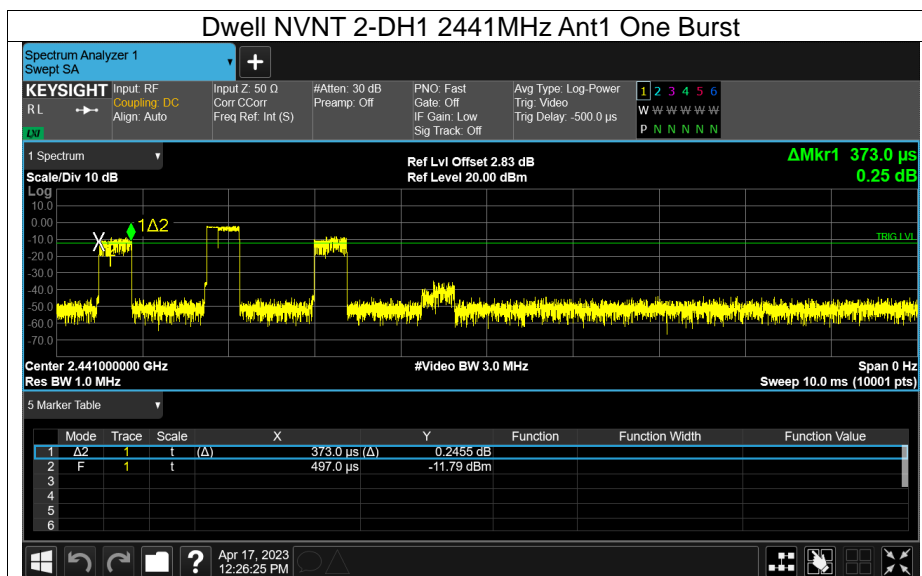 Dwell NVNT 2-DH1 2441MHz Ant1 One Burst
Spectrum Analyzer 1
Swept SA
+
KEYSIGHT Input: RF Input Z: 50 Ω #Atten: 30 dB PNO: Fast Avg Type: Log-Power 1 2 3 4 5 6
RL Coupling: DC Corr CCorr Preamp: Off Gate: Off Trig: Video W W W W W W
Align: Auto Freq Ref: Int (S) IF Gain: Low Trig Delay: -500.0 µs
LXI Sig Track: Off P N N N N N
1 Spectrum Ref Lvl Offset 2.83 dB ΔMkr1 373.0 µs
Scale/Div 10 dB Ref Level 20.00 dBm 0.25 dB
Log
10.0
0.00 1Δ2
-10.0 X TRIG LVL
-20.0
-30.0
-40.0
-50.0
-60.0
-70.0
Center 2.441000000 GHz #Video BW 3.0 MHz Span 0 Hz
Res BW 1.0 MHz Sweep 10.0 ms (10001 pts)
5 Marker Table
Mode Trace Scale X Y Function Function Width Function Value
1 Δ2 1 t (Δ) 373.0 µs (Δ) 0.2455 dB
2 F 1 t 497.0 µs -11.79 dBm
3
4
5
6
? Apr 17, 2023
12:26:25 PM